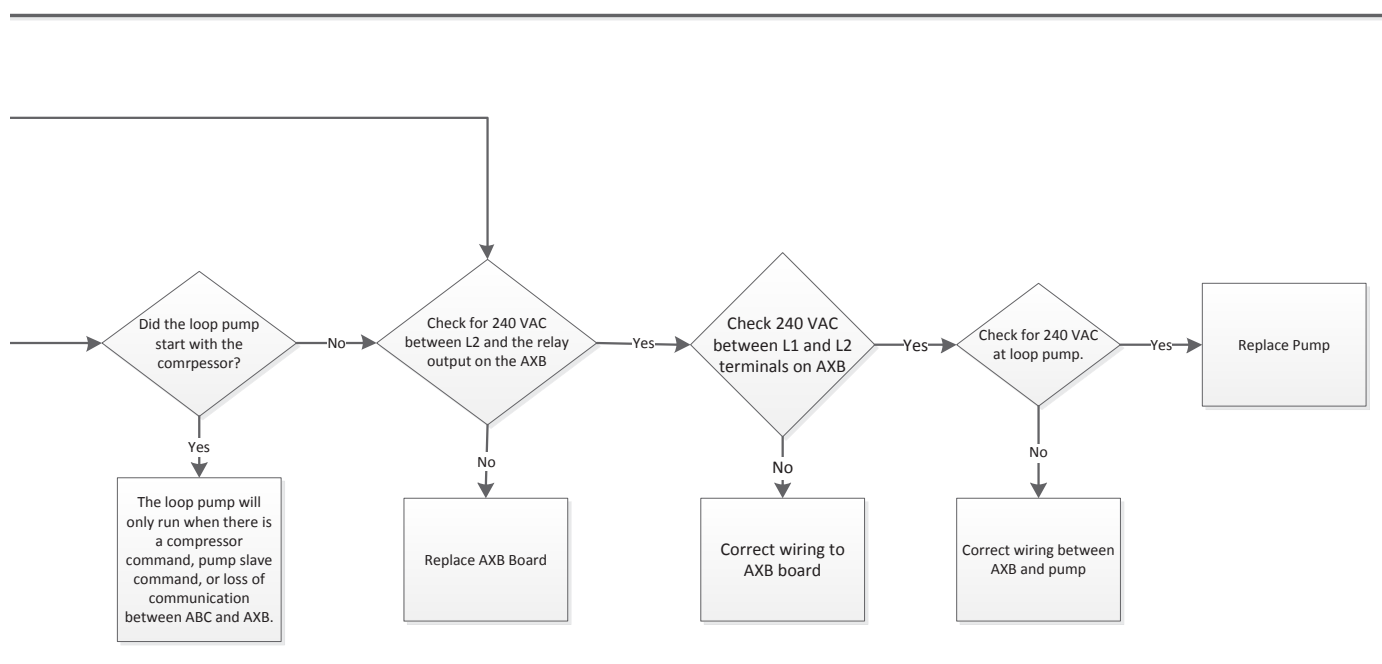 Did the loop pump
start with the
comrpessor?
No
Check for 240 VAC
between L2 and the relay
output on the AXB
Yes
Check 240 VAC
between L1 and L2
terminals on AXB
Yes
Check for 240 VAC
at loop pump.
Yes
Replace Pump
Yes
No
No
No
The loop pump will
only run when there is
a compressor
command, pump slave
command, or loss of
communication
between ABC and AXB.
Replace AXB Board
Correct wiring to
AXB board
Correct wiring between
AXB and pump